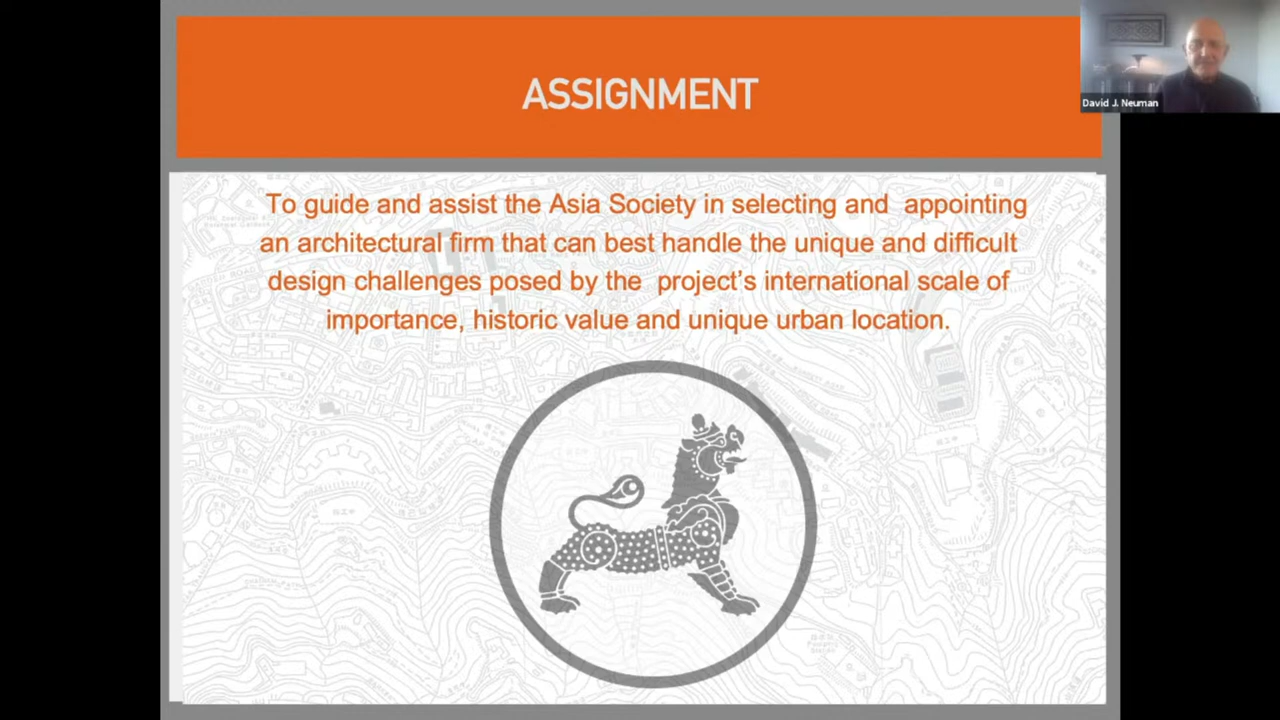 ASSIGNMENT
David J. Neuman
To guide and assist the Asia Society in selecting and appointing
an architectural firm that can best handle the unique and difficult
design challenges posed by the project's international scale of
importance, historic value and unique urban location.